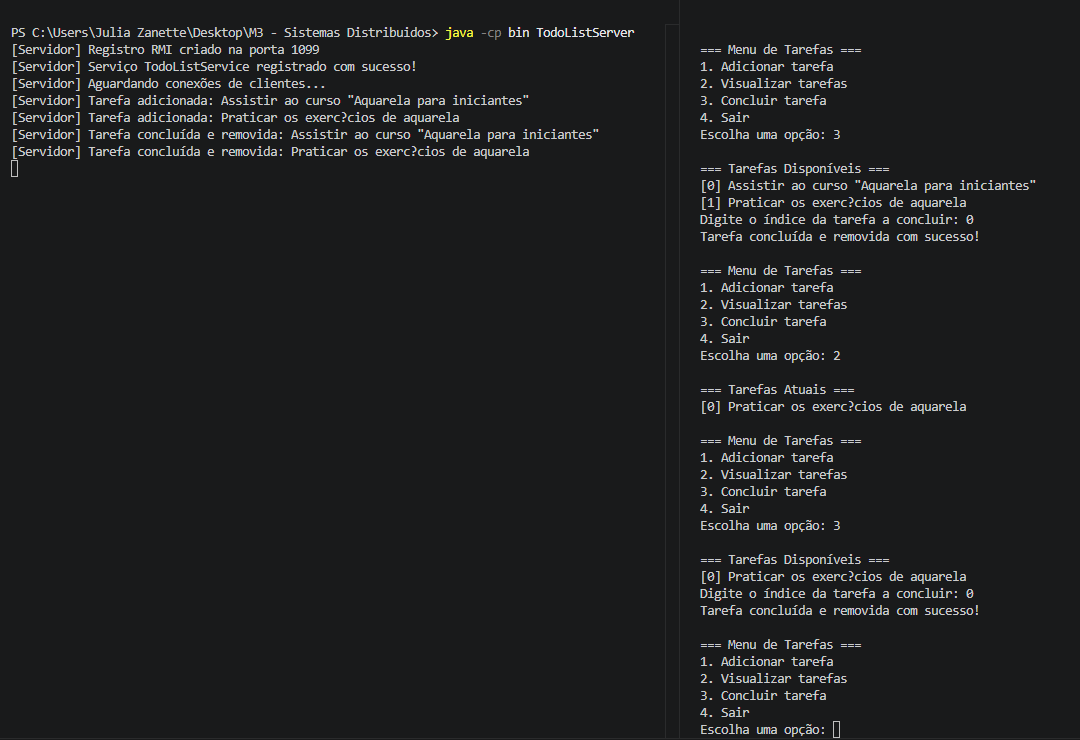 PS C:\Users\Julia Zanette\Desktop\M3 - Sistemas Distribuidos> java -cp bin TodoListServer
[Servidor] Registro RMI criado na porta 1099
[Servidor] Serviço TodoListService registrado com sucesso!
[Servidor] Aguardando conexões de clientes...
[Servidor] Tarefa adicionada: Assistir ao curso "Aquarela para iniciantes"
[Servidor] Tarefa adicionada: Praticar os exerc?cios de aquarela
[Servidor] Tarefa concluída e removida: Assistir ao curso "Aquarela para iniciantes"
[Servidor] Tarefa concluída e removida: Praticar os exerc?cios de aquarela
=== Menu de Tarefas ===
1. Adicionar tarefa
2. Visualizar tarefas
3. Concluir tarefa
4. Sair
Escolha uma opção: 3
=== Tarefas Disponíveis ===
[0] Assistir ao curso "Aquarela para iniciantes"
[1] Praticar os exerc?cios de aquarela
Digite o índice da tarefa a concluir: 0
Tarefa concluída e removida com sucesso!
=== Menu de Tarefas ===
1. Adicionar tarefa
2. Visualizar tarefas
3. Concluir tarefa
4. Sair
Escolha uma opção: 2
=== Tarefas Atuais ===
[0] Praticar os exerc?cios de aquarela
=== Menu de Tarefas ===
1. Adicionar tarefa
2. Visualizar tarefas
3. Concluir tarefa
4. Sair
Escolha uma opção: 3
=== Tarefas Disponíveis ===
[0] Praticar os exerc?cios de aquarela
Digite o índice da tarefa a concluir: 0
Tarefa concluída e removida com sucesso!
=== Menu de Tarefas ===
1. Adicionar tarefa
2. Visualizar tarefas
3. Concluir tarefa
4. Sair
Escolha uma opção: